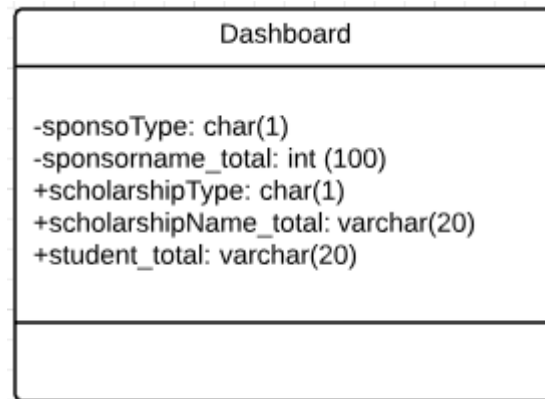 Dashboard
-sponsoType: char(1)
-sponsorname_total: int (100)
+scholarshipType: char(1)
+scholarshipName_total: varchar(20)
+student_total: varchar(20)